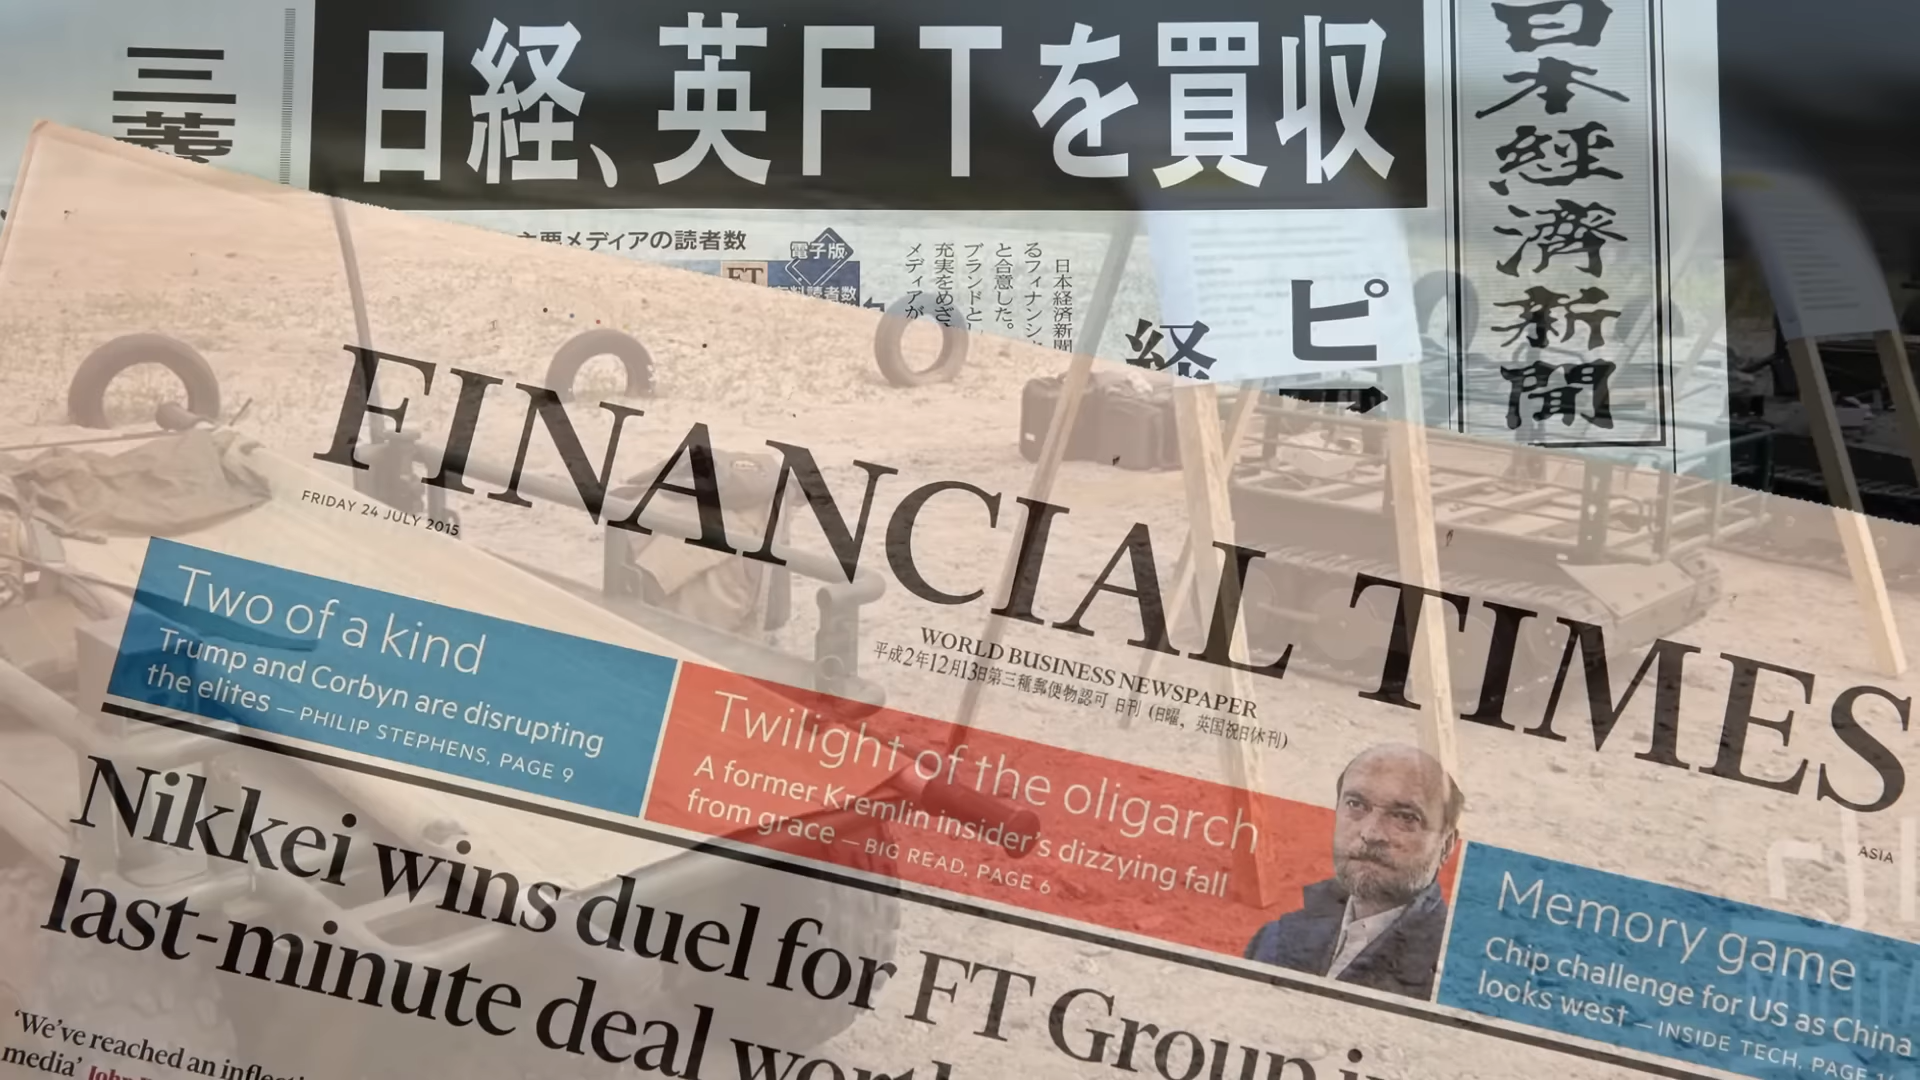 日経、英FTを買収
三菱
日本経済新聞
主要メディアの読者数
電子版
FT
読者数
日本経済新聞
るフィナンシ
と合意した。
ブランドとし
充実をめざ
メディアが
ピ
経
FINANCIAL TIMES
FRIDAY 24 JULY 2015
WORLD BUSINESS NEWSPAPER
平成2年12月13日第三種郵便物認可 日刊 (日曜, 英国祝日休刊)
ASIA
Two of a kind
Trump and Corbyn are disrupting
the elites — PHILIP STEPHENS, PAGE 9
Twilight of the oligarch
A former Kremlin insider's dizzying fall
from grace — BIG READ, PAGE 6
Memory game
Chip challenge for US as China
looks west — INSIDE TECH, PAGE
Nikkei wins duel for FT Group in
last-minute deal
'We've reached an
media' John